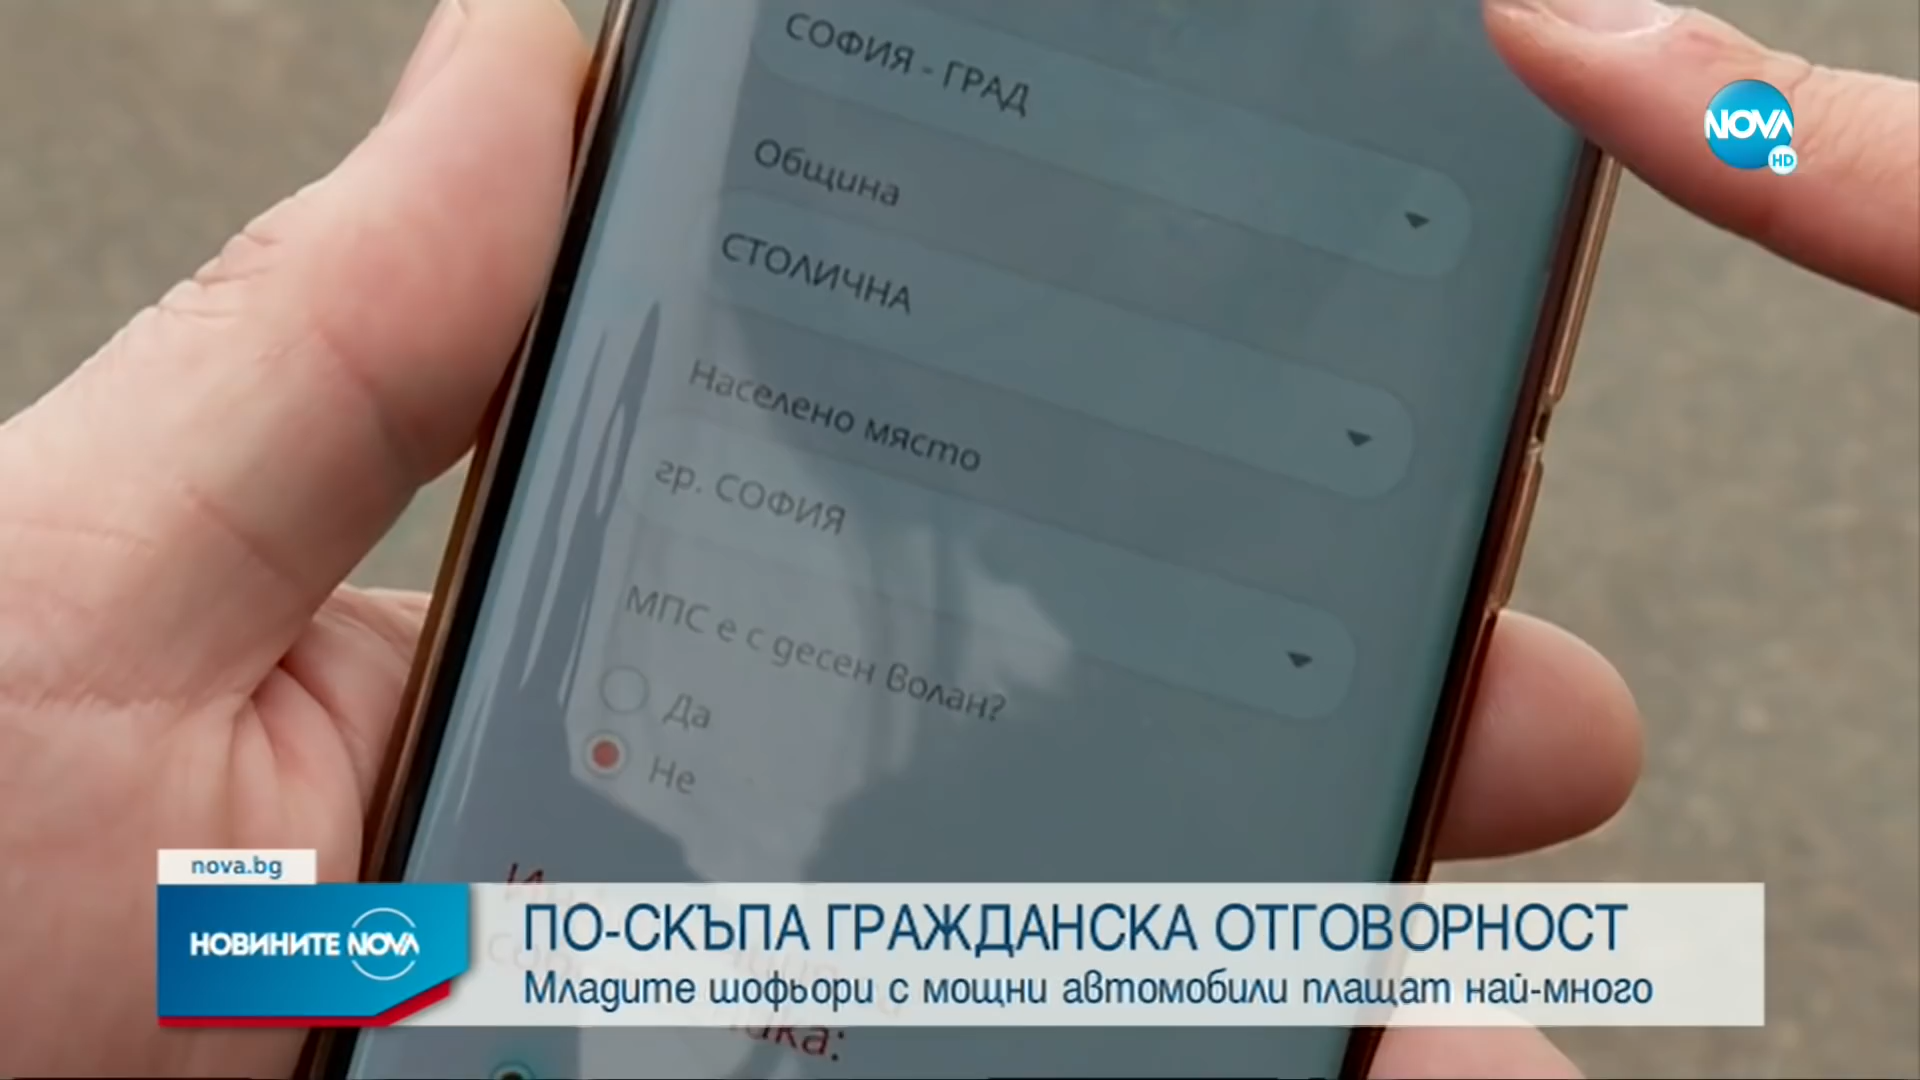 СОФИЯ - ГРАД
NOVA
HD
Община
СТОЛИЧНА
Населено място
гр. СОФИЯ
МПС е с десен волан?
Да
Не
nova.bg
НОВИНИТЕ NOVA
ПО-СКЪПА ГРАЖДАНСКА ОТГОВОРНОСТ
Младите шофьори с мощни автомобили плащат най-много